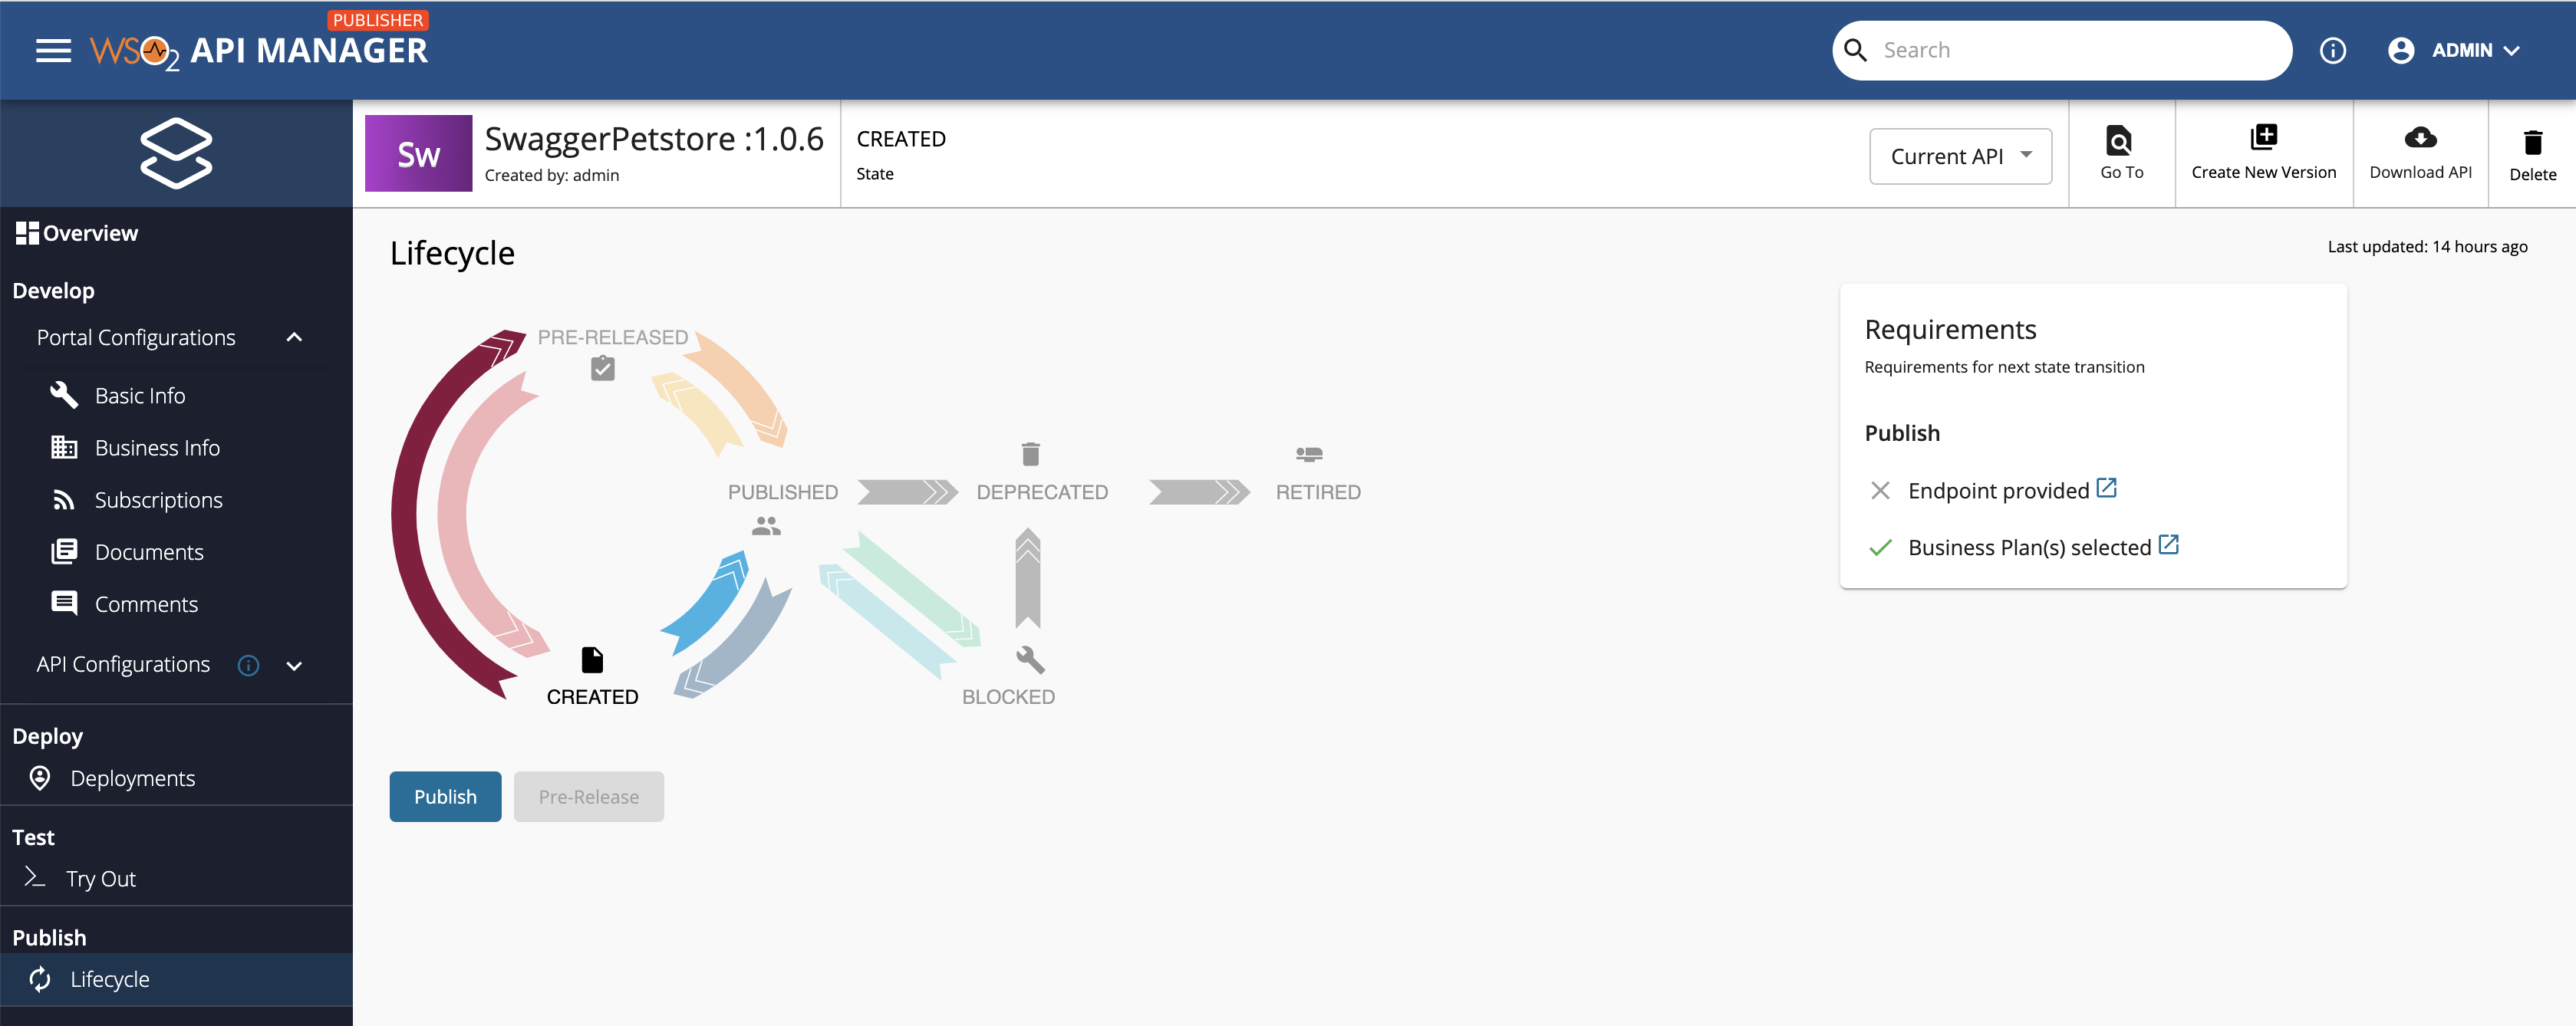 PUBLISHER
WSO2 API MANAGER
Search
ADMIN
Sw
SwaggerPetstore :1.0.6
Created by: admin
CREATED
State
Current API
Go To
Create New Version
Download API
Delete
Overview
Develop
Portal Configurations
Basic Info
Business Info
Subscriptions
Documents
Comments
API Configurations
Deploy
Deployments
Test
Try Out
Publish
Lifecycle
Lifecycle
Last updated: 14 hours ago
PRE-RELEASED
PUBLISHED
DEPRECATED
RETIRED
CREATED
BLOCKED
Publish
Pre-Release
Requirements
Requirements for next state transition
Publish
Endpoint provided
Business Plan(s) selected